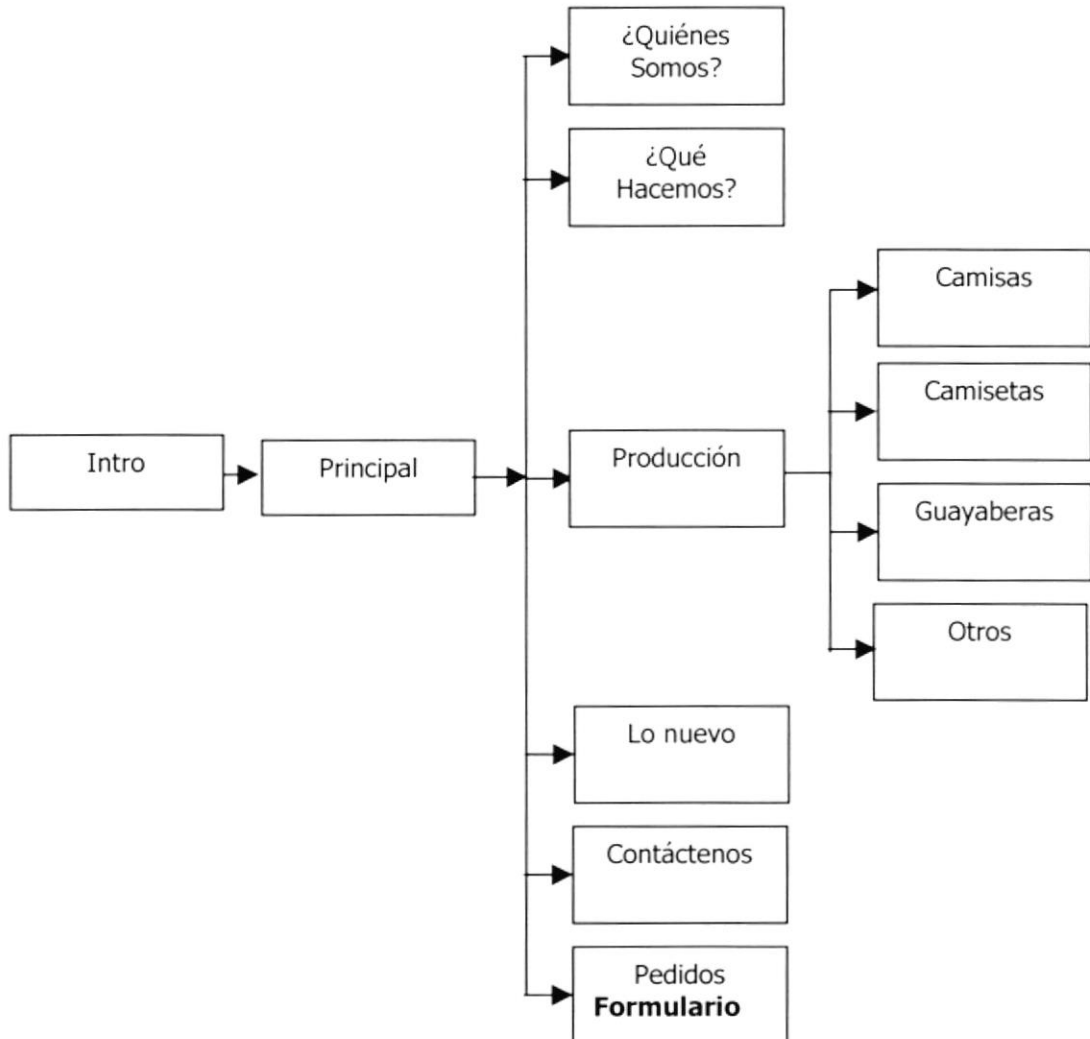 ¿Quiénes
Somos?
¿Qué
Hacemos?
Camisas
Camisetas
Intro
Principal
Producción
Guayaberas
Otros
Lo nuevo
Contáctenos
Pedidos
Formulario